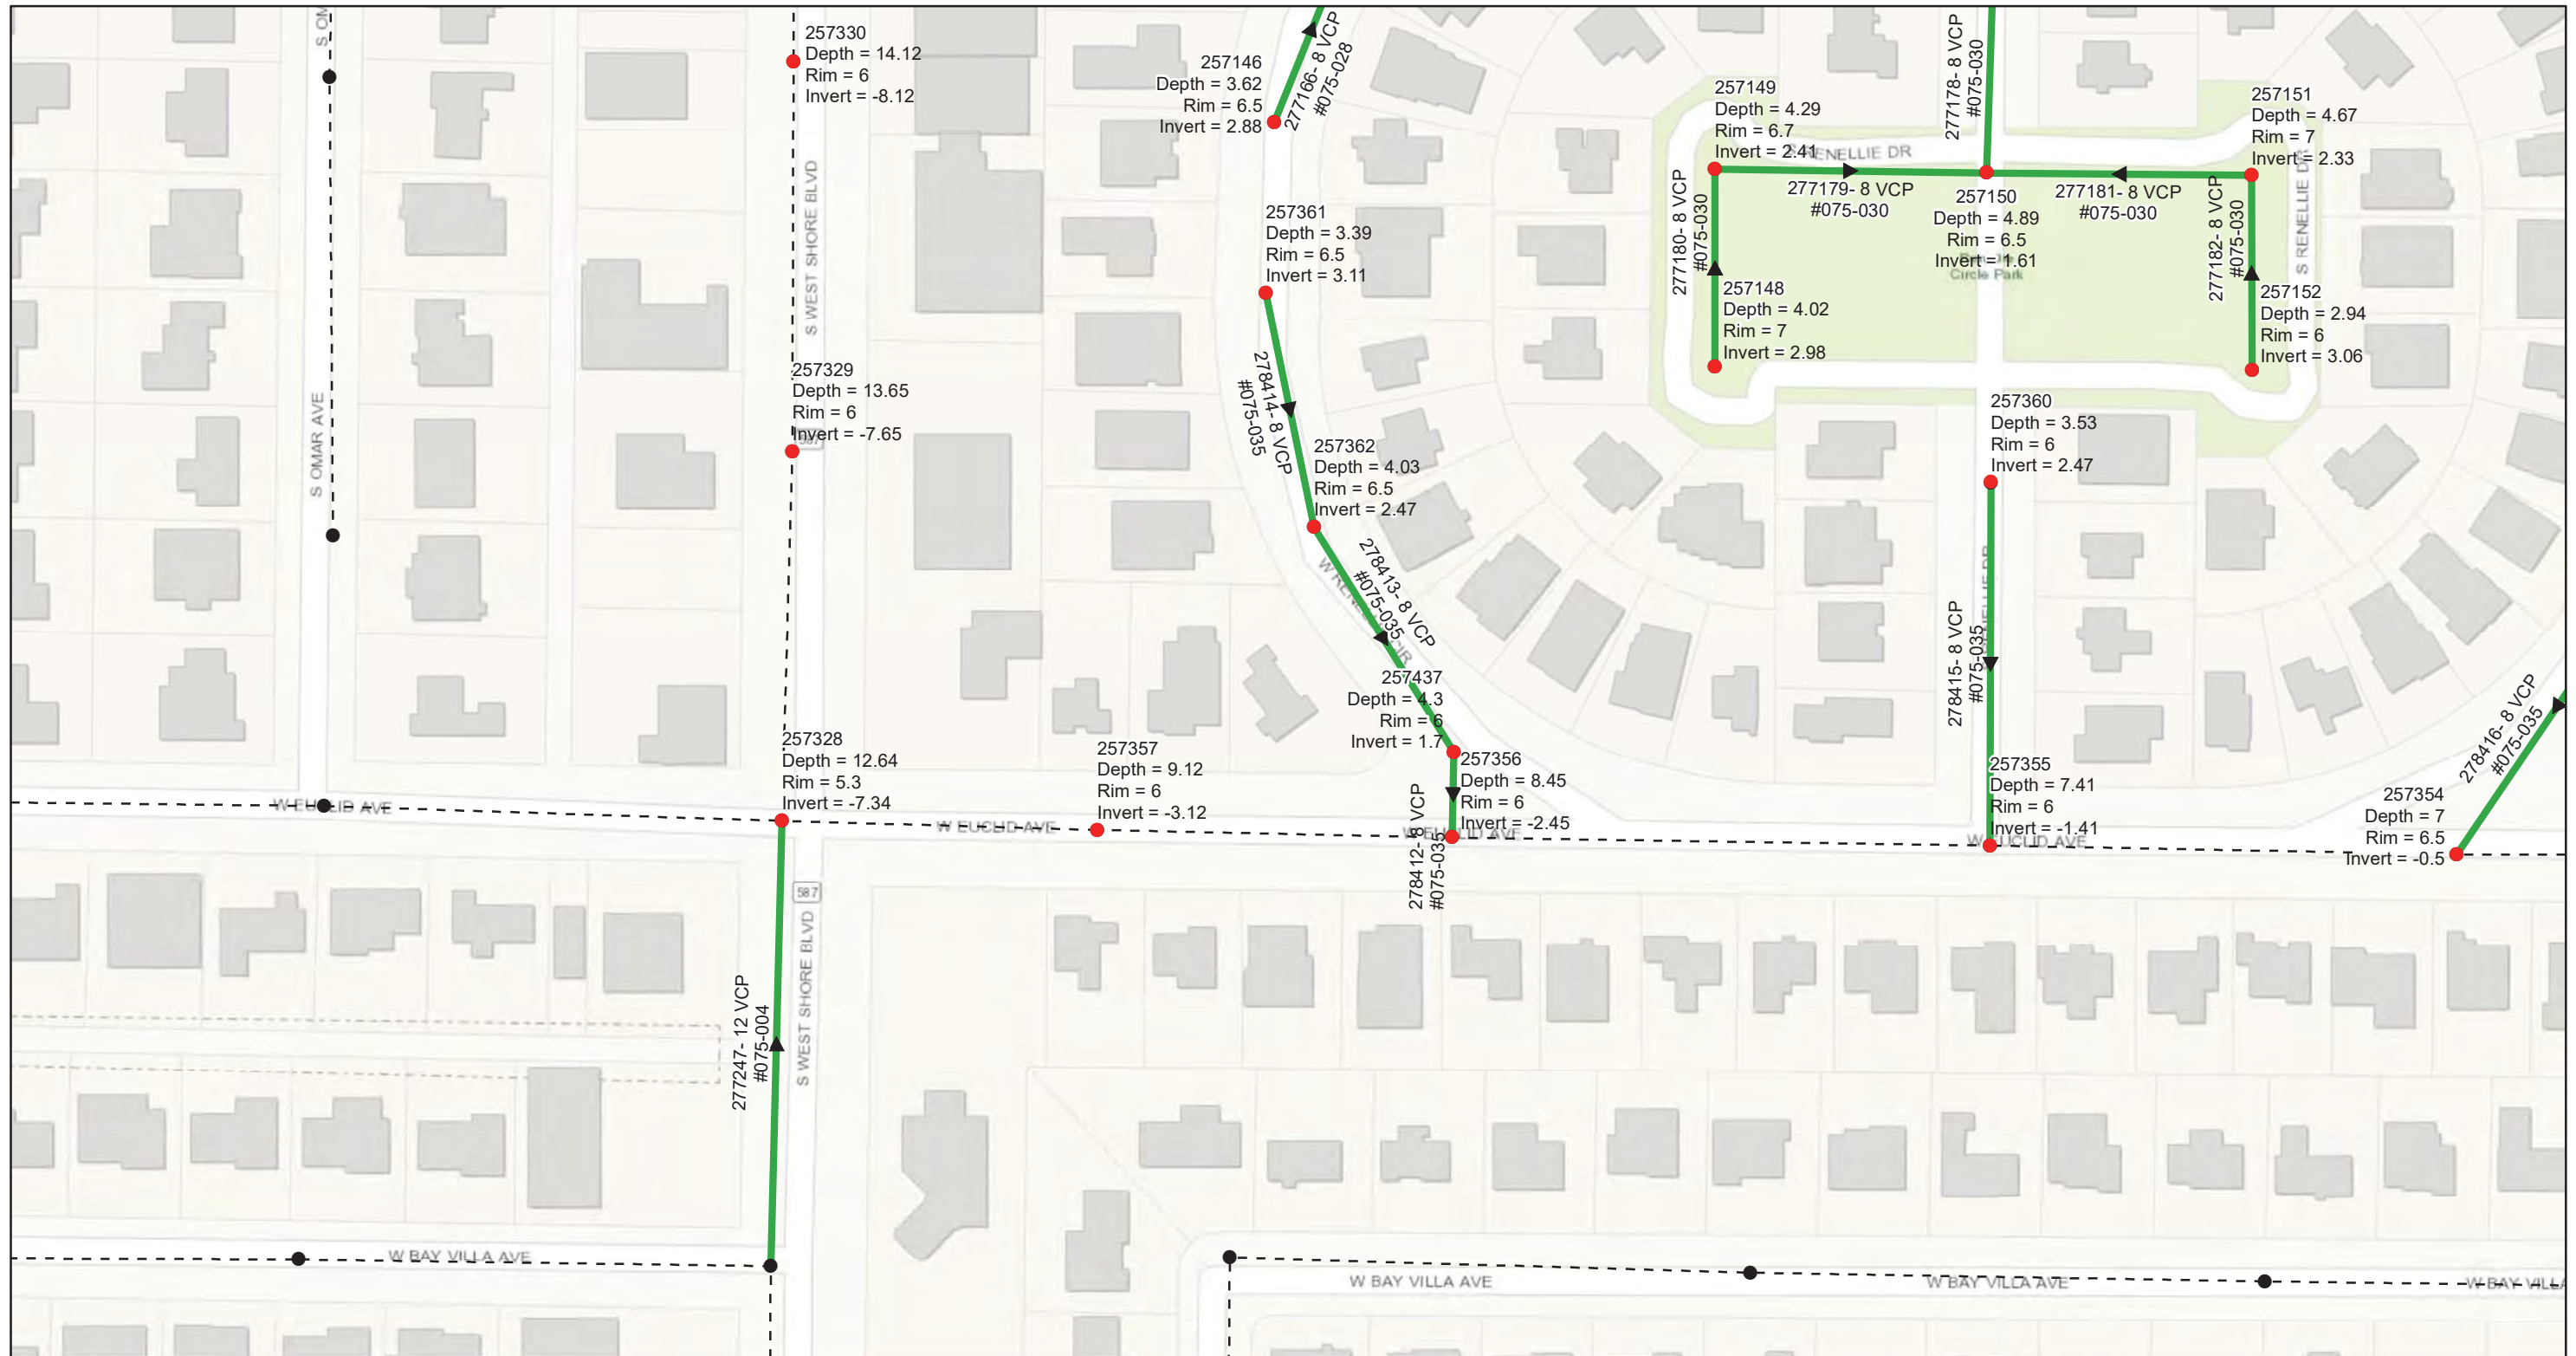 S OM
257330
Depth = 14.12
Rim = 6
Invert = -8.12
257146
Depth = 3.62
Rim = 6.5
Invert = 2.88
277166- 8 VCP
#075-028
277178- 8 VCP
#075-030
257149
Depth = 4.29
Rim = 6.7
Invert = 2.41
S RENELLIE DR
257151
Depth = 4.67
Rim = 7
Invert = 2.33
277179- 8 VCP
#075-030
257150
Depth = 4.89
Rim = 6.5
Invert = 1.61
Circle Park
277181- 8 VCP
#075-030
277180- 8 VCP
#075-030
277182- 8 VCP
#075-030
S RENELLIE DR
S WEST SHORE BLVD
257361
Depth = 3.39
Rim = 6.5
Invert = 3.11
257148
Depth = 4.02
Rim = 7
Invert = 2.98
257152
Depth = 2.94
Rim = 6
Invert = 3.06
257329
Depth = 13.65
Rim = 6
Invert = -7.65
587
S OMAR AVE
278414- 8 VCP
#075-035
257362
Depth = 4.03
Rim = 6.5
Invert = 2.47
257360
Depth = 3.53
Rim = 6
Invert = 2.47
278413- 8 VCP
#075-035
W RENELLIE CIR
278415- 8 VCP
#075-035
S RENELLIE DR
257437
Depth = 4.3
Rim = 6
Invert = 1.7
278416- 8 VCP
#075-035
257328
Depth = 12.64
Rim = 5.3
Invert = -7.34
257357
Depth = 9.12
Rim = 6
Invert = -3.12
257356
Depth = 8.45
Rim = 6
Invert = -2.45
257355
Depth = 7.41
Rim = 6
Invert = -1.41
257354
Depth = 7
Rim = 6.5
Invert = -0.5
W EUCLID AVE
W EUCLID AVE
W EUCLID AVE
W EUCLID AVE
278412- 8 VCP
#075-035
587
S WEST SHORE BLVD
277247- 12 VCP
#075-004
W BAY VILLA AVE
W BAY VILLA AVE
W BAY VILLA AVE
W BAY VILLA